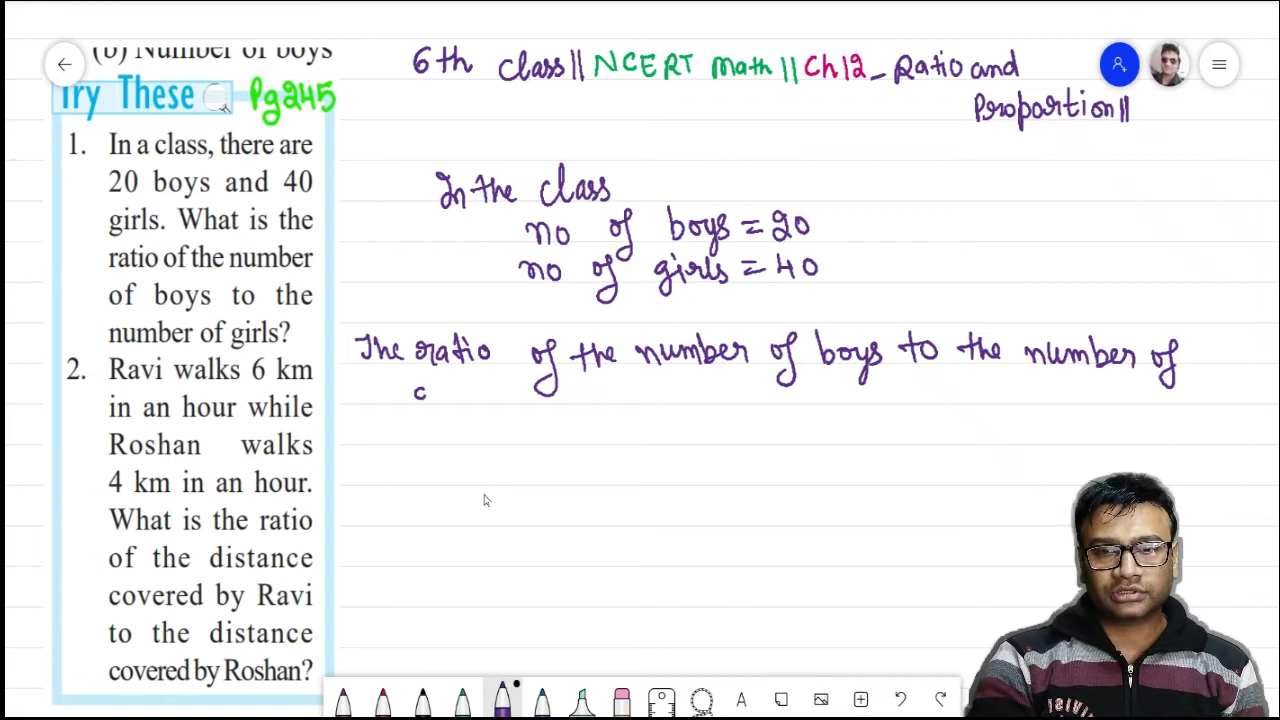 (b) Number of boys
Try These Pg245
1. In a class, there are
20 boys and 40
girls. What is the
ratio of the number
of boys to the
number of girls?
2. Ravi walks 6 km
in an hour while
Roshan walks
4 km in an hour.
What is the ratio
of the distance
covered by Ravi
to the distance
covered by Roshan?
6th class || NCERT Math || Ch12 - Ratio and
Proportion ||
In the class
no of boys = 20
no of girls = 40
The ratio of the number of boys to the number of
A